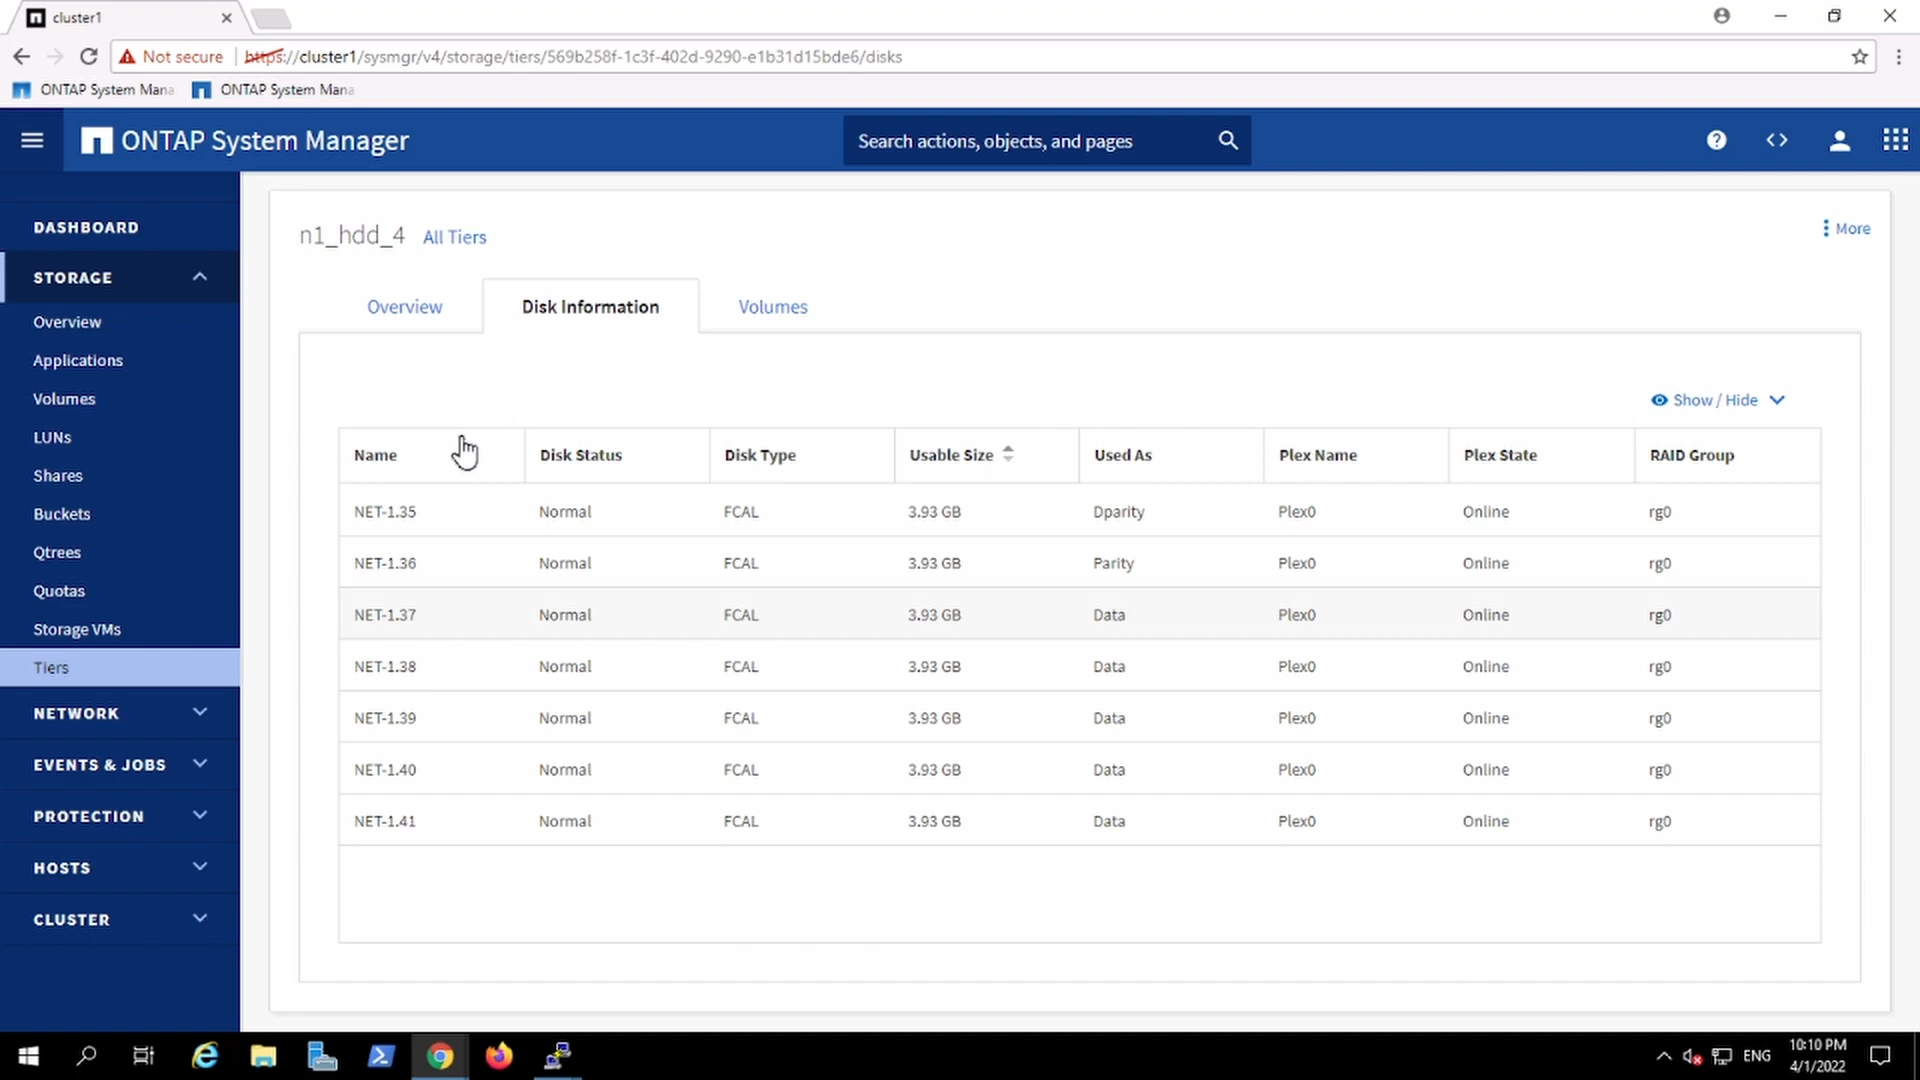 cluster1
Not secure
https://cluster1/sysmgr/v4/storage/tiers/569b258f-1c3f-402d-9290-e1b31d15bde6/disks
ONTAP System Mana
ONTAP System Mana
ONTAP System Manager
Search actions, objects, and pages
DASHBOARD
STORAGE
Overview
Applications
Volumes
LUNs
Shares
Buckets
Qtrees
Quotas
Storage VMs
Tiers
NETWORK
EVENTS & JOBS
PROTECTION
HOSTS
CLUSTER
n1_hdd_4 All Tiers
More
Overview Disk Information Volumes
Show / Hide
Name Disk Status Disk Type Usable Size Used As Plex Name Plex State RAID Group
NET-1.35 Normal FCAL 3.93 GB Dparity Plex0 Online rg0
NET-1.36 Normal FCAL 3.93 GB Parity Plex0 Online rg0
NET-1.37 Normal FCAL 3.93 GB Data Plex0 Online rg0
NET-1.38 Normal FCAL 3.93 GB Data Plex0 Online rg0
NET-1.39 Normal FCAL 3.93 GB Data Plex0 Online rg0
NET-1.40 Normal FCAL 3.93 GB Data Plex0 Online rg0
NET-1.41 Normal FCAL 3.93 GB Data Plex0 Online rg0
ENG
10:10 PM
4/1/2022